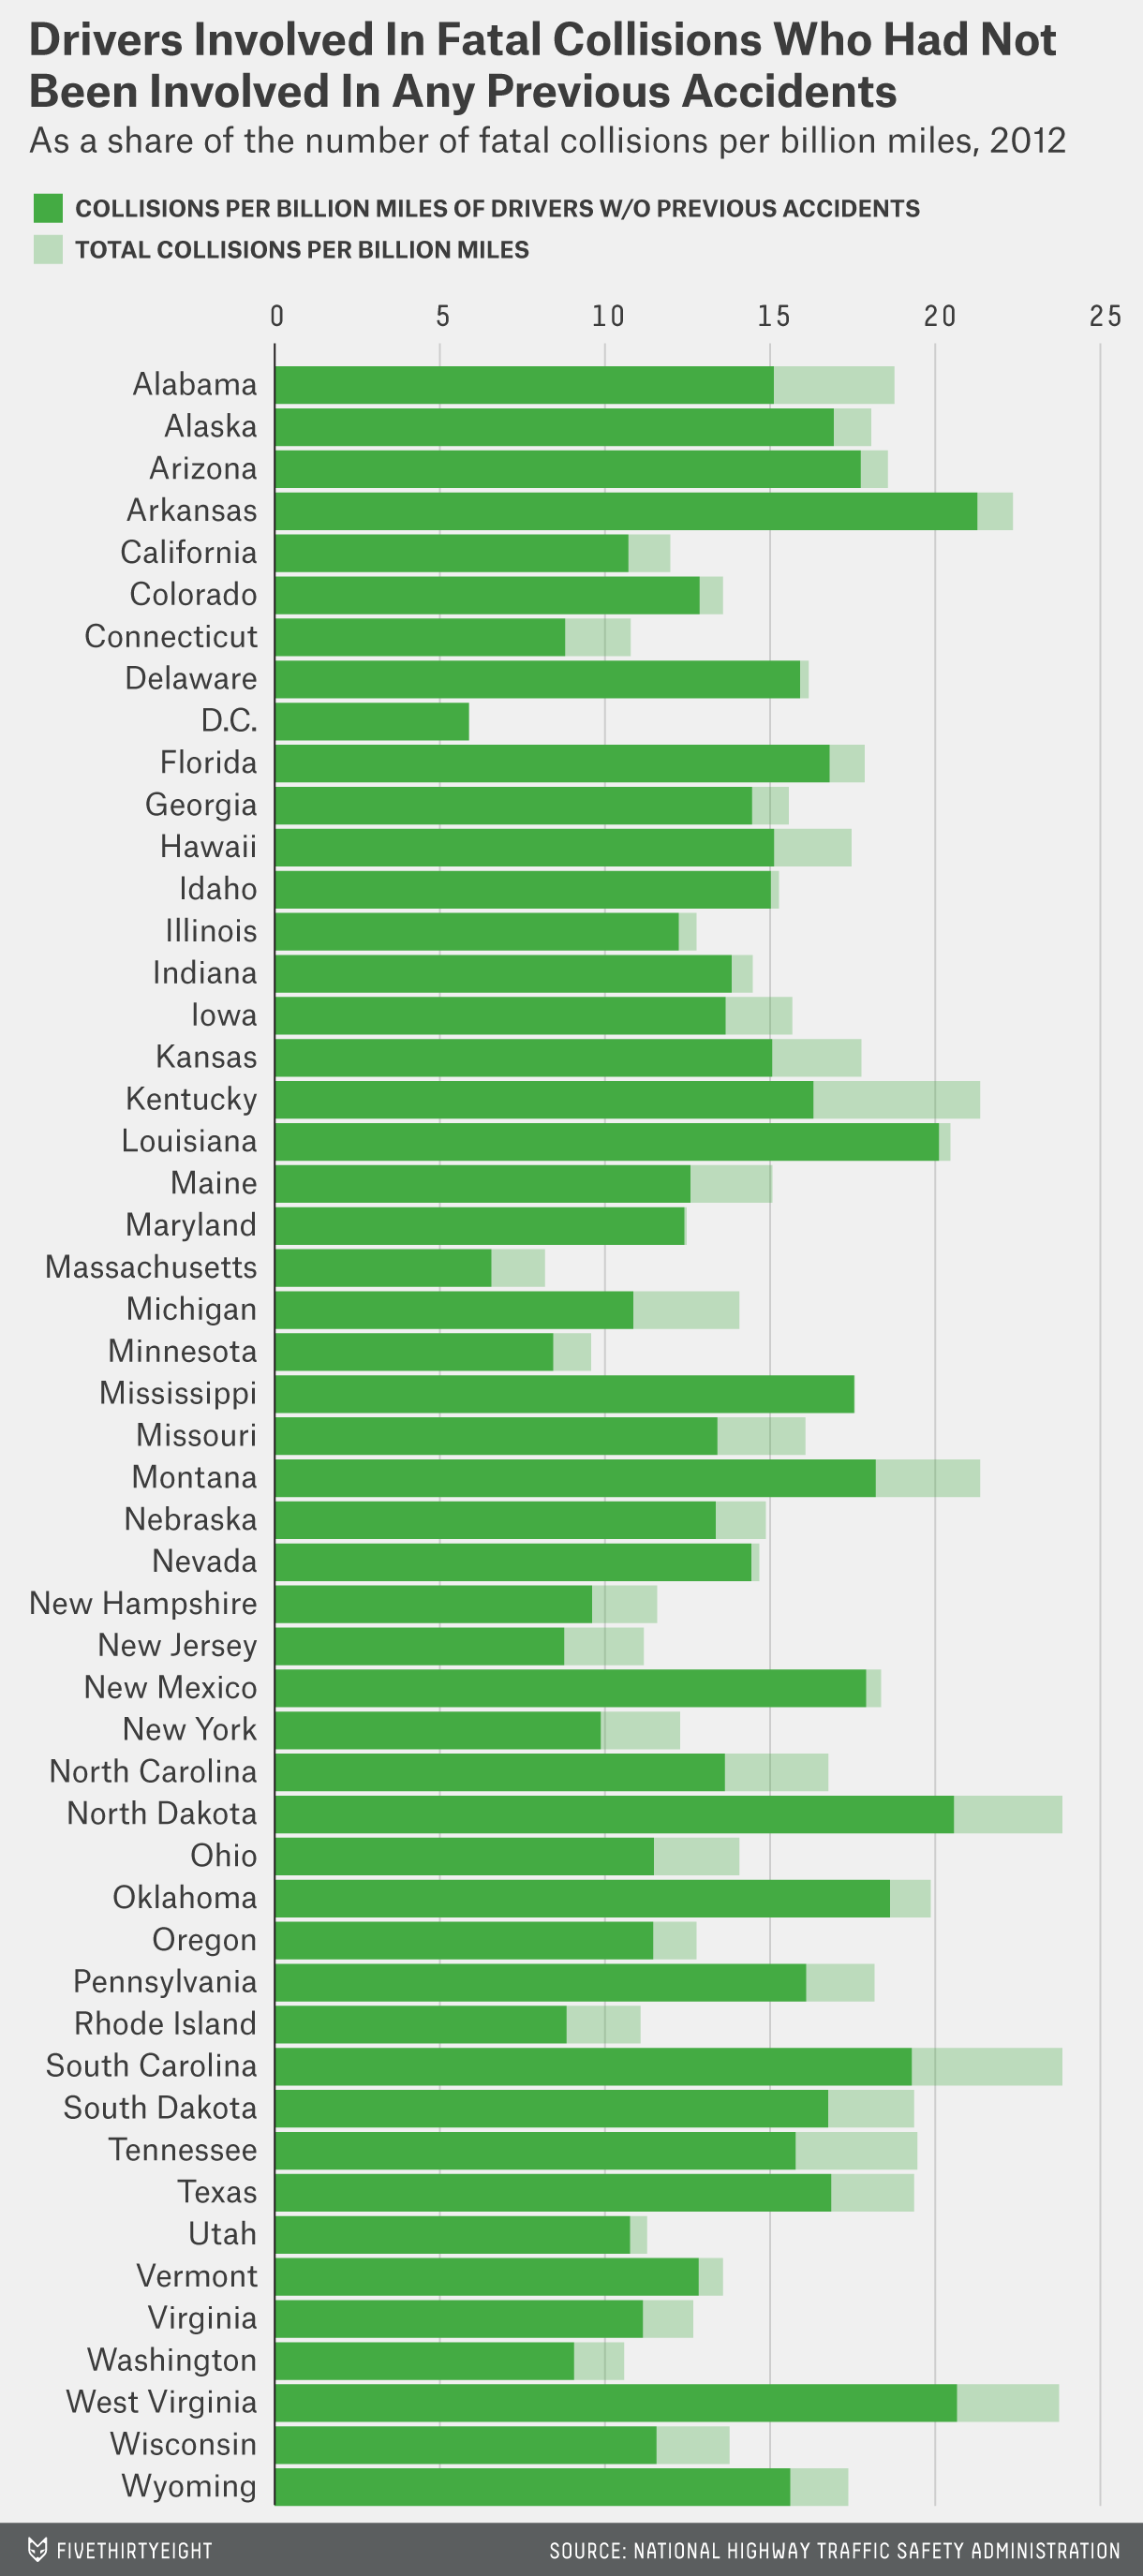 Drivers Involved In Fatal Collisions Who Had Not
Been Involved In Any Previous Accidents
As a share of the number of fatal collisions per billion miles, 2012
COLLISIONS PER BILLION MILES OF DRIVERS W/O PREVIOUS ACCIDENTS
TOTAL COLLISIONS PER BILLION MILES
0 5 10 15 20 25
Alabama
Alaska
Arizona
Arkansas
California
Colorado
Connecticut
Delaware
D.C.
Florida
Georgia
Hawaii
Idaho
Illinois
Indiana
Iowa
Kansas
Kentucky
Louisiana
Maine
Maryland
Massachusetts
Michigan
Minnesota
Mississippi
Missouri
Montana
Nebraska
Nevada
New Hampshire
New Jersey
New Mexico
New York
North Carolina
North Dakota
Ohio
Oklahoma
Oregon
Pennsylvania
Rhode Island
South Carolina
South Dakota
Tennessee
Texas
Utah
Vermont
Virginia
Washington
West Virginia
Wisconsin
Wyoming
FIVETHIRTYEIGHT SOURCE: NATIONAL HIGHWAY TRAFFIC SAFETY ADMINISTRATION